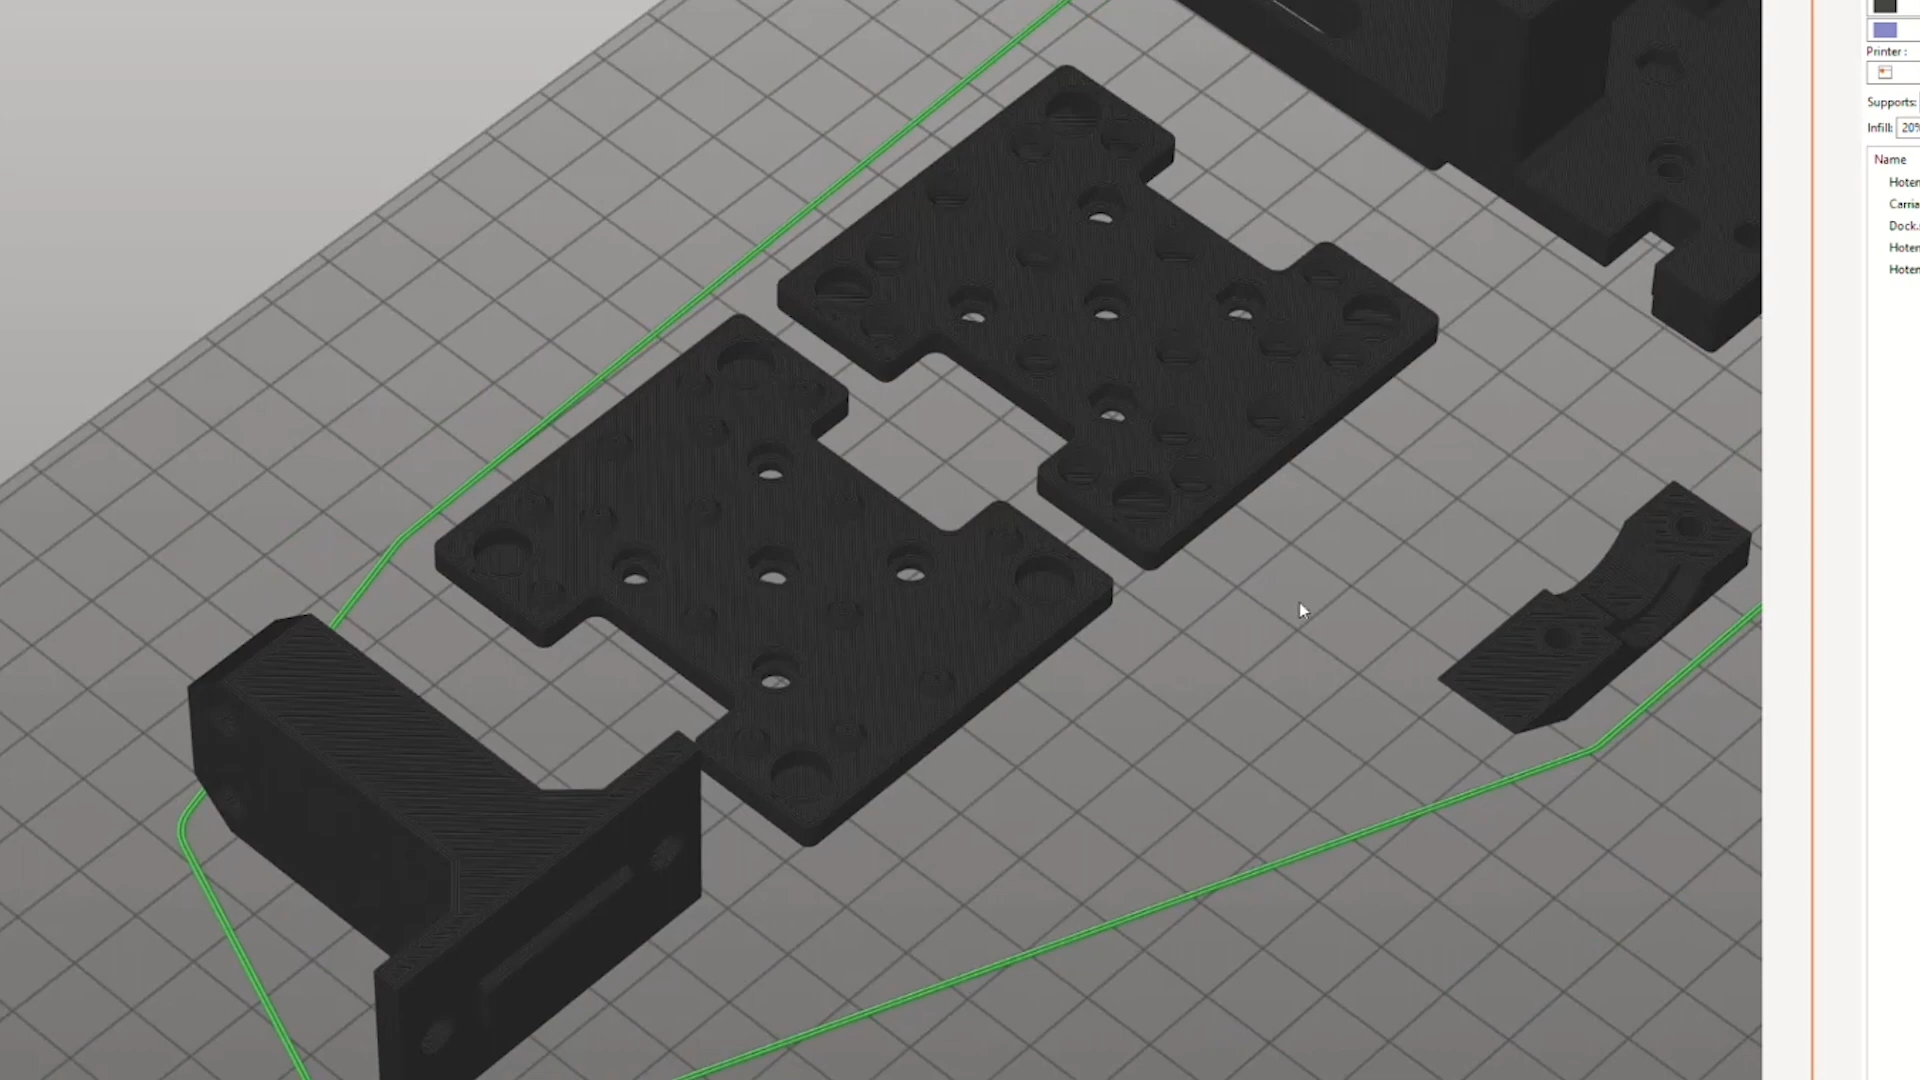 Printer :
Supports:
Infill: 20%
Name
Hoten
Carria
Dock.
Hoten
Hoten